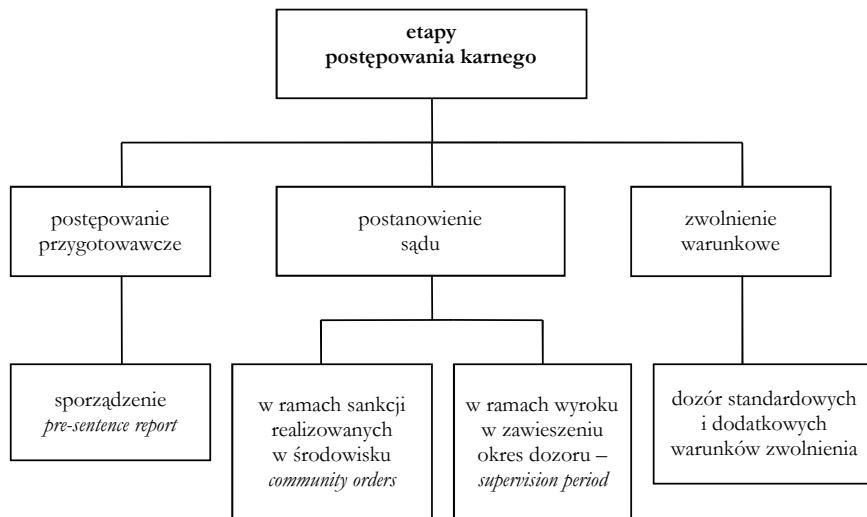 etapy
postępowania karnego
postępowanie
przygotowawcze
postanowienie
sądu
zwolnienie
warunkowe
sporządzenie
pre-sentence report
w ramach sankcji
realizowanych
w środowisku
community orders
w ramach wyroku
w zawieszeniu
okres dozoru –
supervision period
dozór standardowych
i dodatkowych
warunków zwolnienia